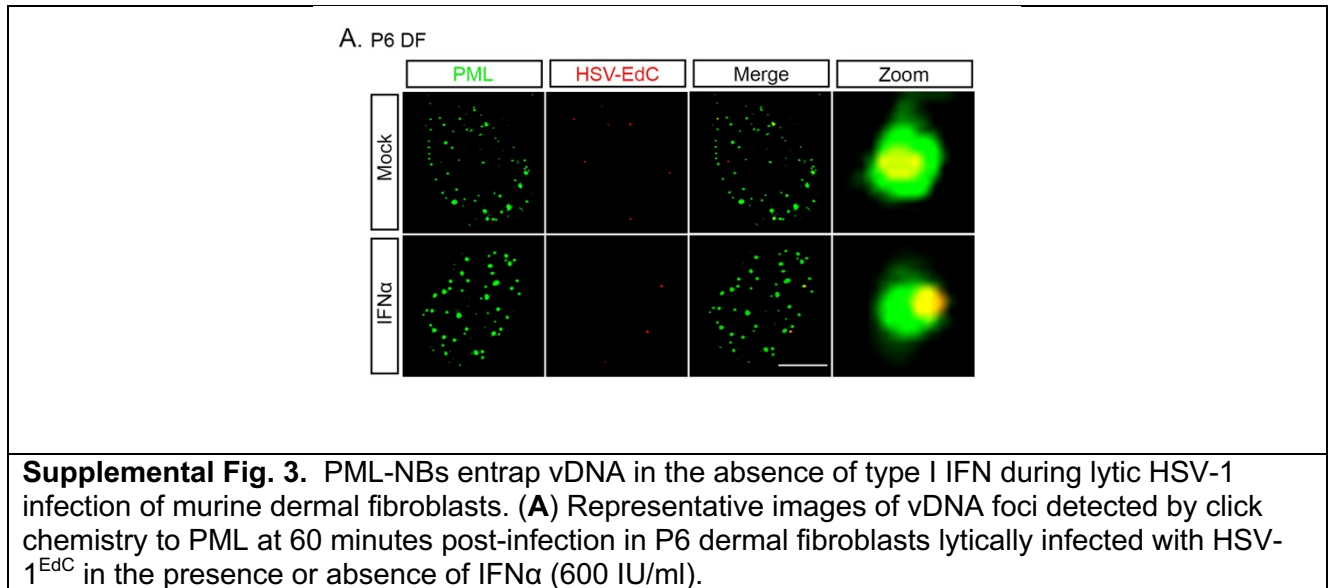 A. P6 DF
PML HSV-EdC Merge Zoom
Mock
IFNα
Supplemental Fig. 3. PML-NBs entrap vDNA in the absence of type I IFN during lytic HSV-1
infection of murine dermal fibroblasts. (A) Representative images of vDNA foci detected by click
chemistry to PML at 60 minutes post-infection in P6 dermal fibroblasts lytically infected with HSV-
1EdC in the presence or absence of IFNα (600 IU/ml).